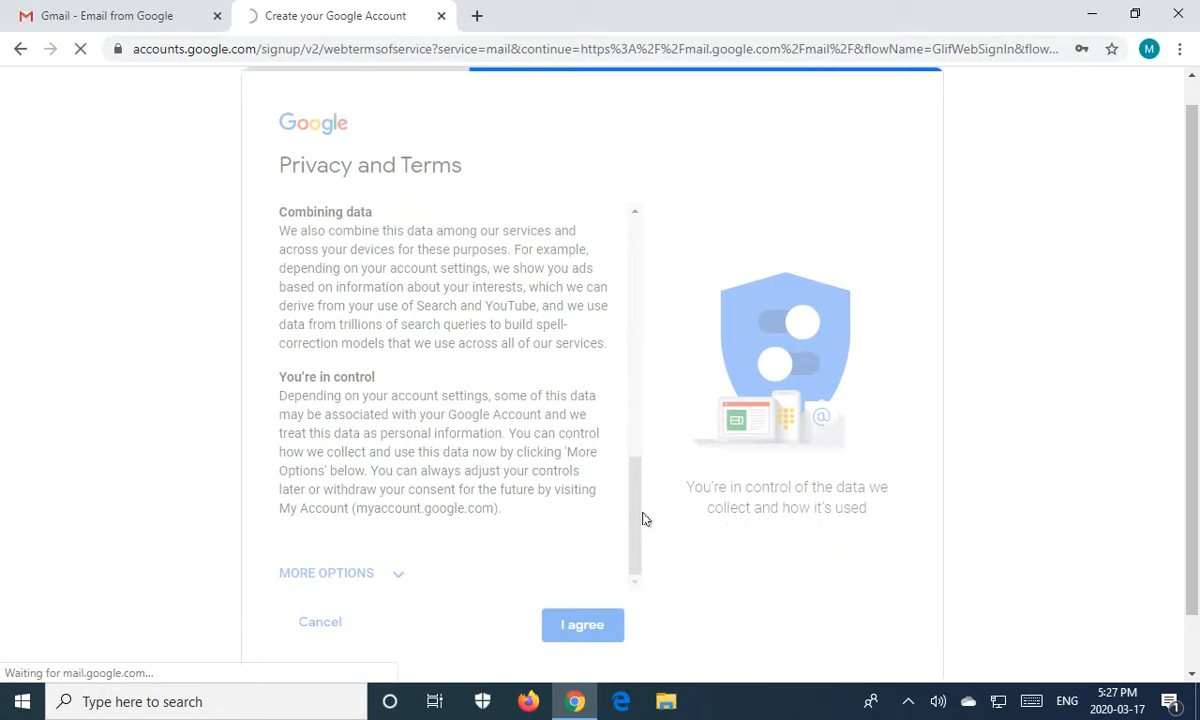 Gmail - Email from Google
Create your Google Account
accounts.google.com/signup/v2/webtermsofservice?service=mail&continue=https%3A%2F%2Fmail.google.com%2Fmail%2F&flowName=GlifWebSignIn&flow...
M
Google
Privacy and Terms
Combining data
We also combine this data among our services and
across your devices for these purposes. For example,
depending on your account settings, we show you ads
based on information about your interests, which we can
derive from your use of Search and YouTube, and we use
data from trillions of search queries to build spell-
correction models that we use across all of our services.
You're in control
Depending on your account settings, some of this data
may be associated with your Google Account and we
treat this data as personal information. You can control
how we collect and use this data now by clicking 'More
Options' below. You can always adjust your controls
later or withdraw your consent for the future by visiting
My Account (myaccount.google.com).
@
You're in control of the data we
collect and how it's used
MORE OPTIONS
Cancel
I agree
Waiting for mail.google.com...
Type here to search
ENG
5:27 PM
2020-03-17
1